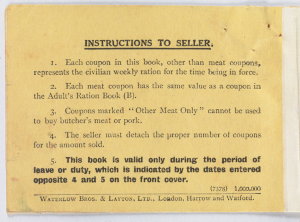 INSTRUCTIONS TO SELLER.
1. Each coupon in this book, other than meat coupons,
represents the civilian weekly ration for the time being in force.
2. Each meat coupon has the same value as a coupon in
the Adult's Ration Book (B).
3. Coupons marked "Other Meat Only" cannot be used
to buy butcher's meat or pork.
4. The seller must detach the proper number of coupons
for the amount sold.
5. This book is valid only during the period of
leave or duty, which is indicated by the dates entered
opposite 4 and 5 on the front cover.
(7378) 1,000,000
WATERLOW BROS. & LAYTON, LTD., London, Harrow and Watford.